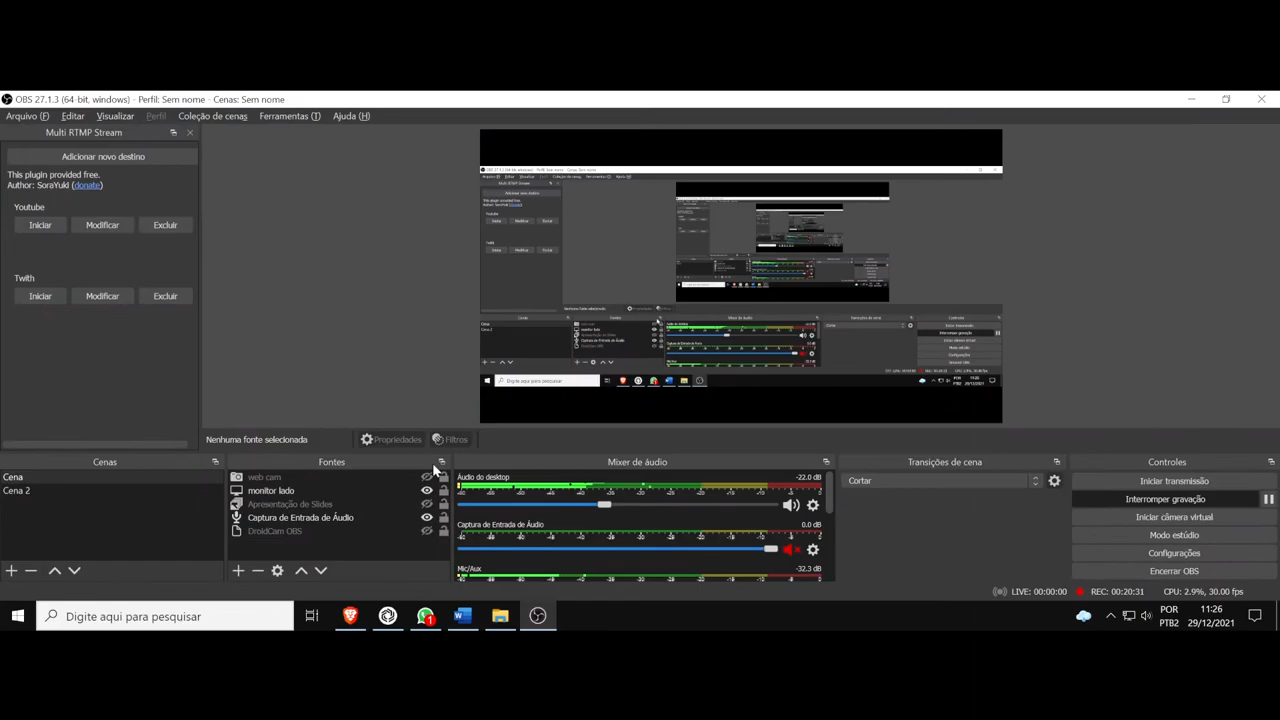 OBS 27.1.3 (64-bit, windows) - Perfil: Sem nome - Cenas: Sem nome
Arquivo (F) Editar Visualizar Perfil Coleção de cenas Ferramentas (T) Ajuda (H)
Multi RTMP Stream
Adicionar novo destino
This plugin provided free.
Author: SoraYuki (donate)
Youtube
Iniciar Modificar Excluir
Twith
Iniciar Modificar Excluir
Nenhuma fonte selecionada Propriedades Filtros
Cenas
Cena
Cena 2
Fontes
web cam
monitor lado
Apresentação de Slides
Captura de Entrada de Áudio
DroidCam OBS
Mixer de áudio
Áudio do desktop -22.0 dB
Captura de Entrada de Áudio 0.0 dB
Mic/Aux -32.3 dB
Transições de cena
Cortar
Controles
Iniciar transmissão
Interromper gravação
Iniciar câmera virtual
Modo estúdio
Configurações
Encerrar OBS
LIVE: 00:00:00 REC: 00:20:31 CPU: 2.9%, 30.00 fps
Digite aqui para pesquisar
1
POR
PTB2
11:26
29/12/2021